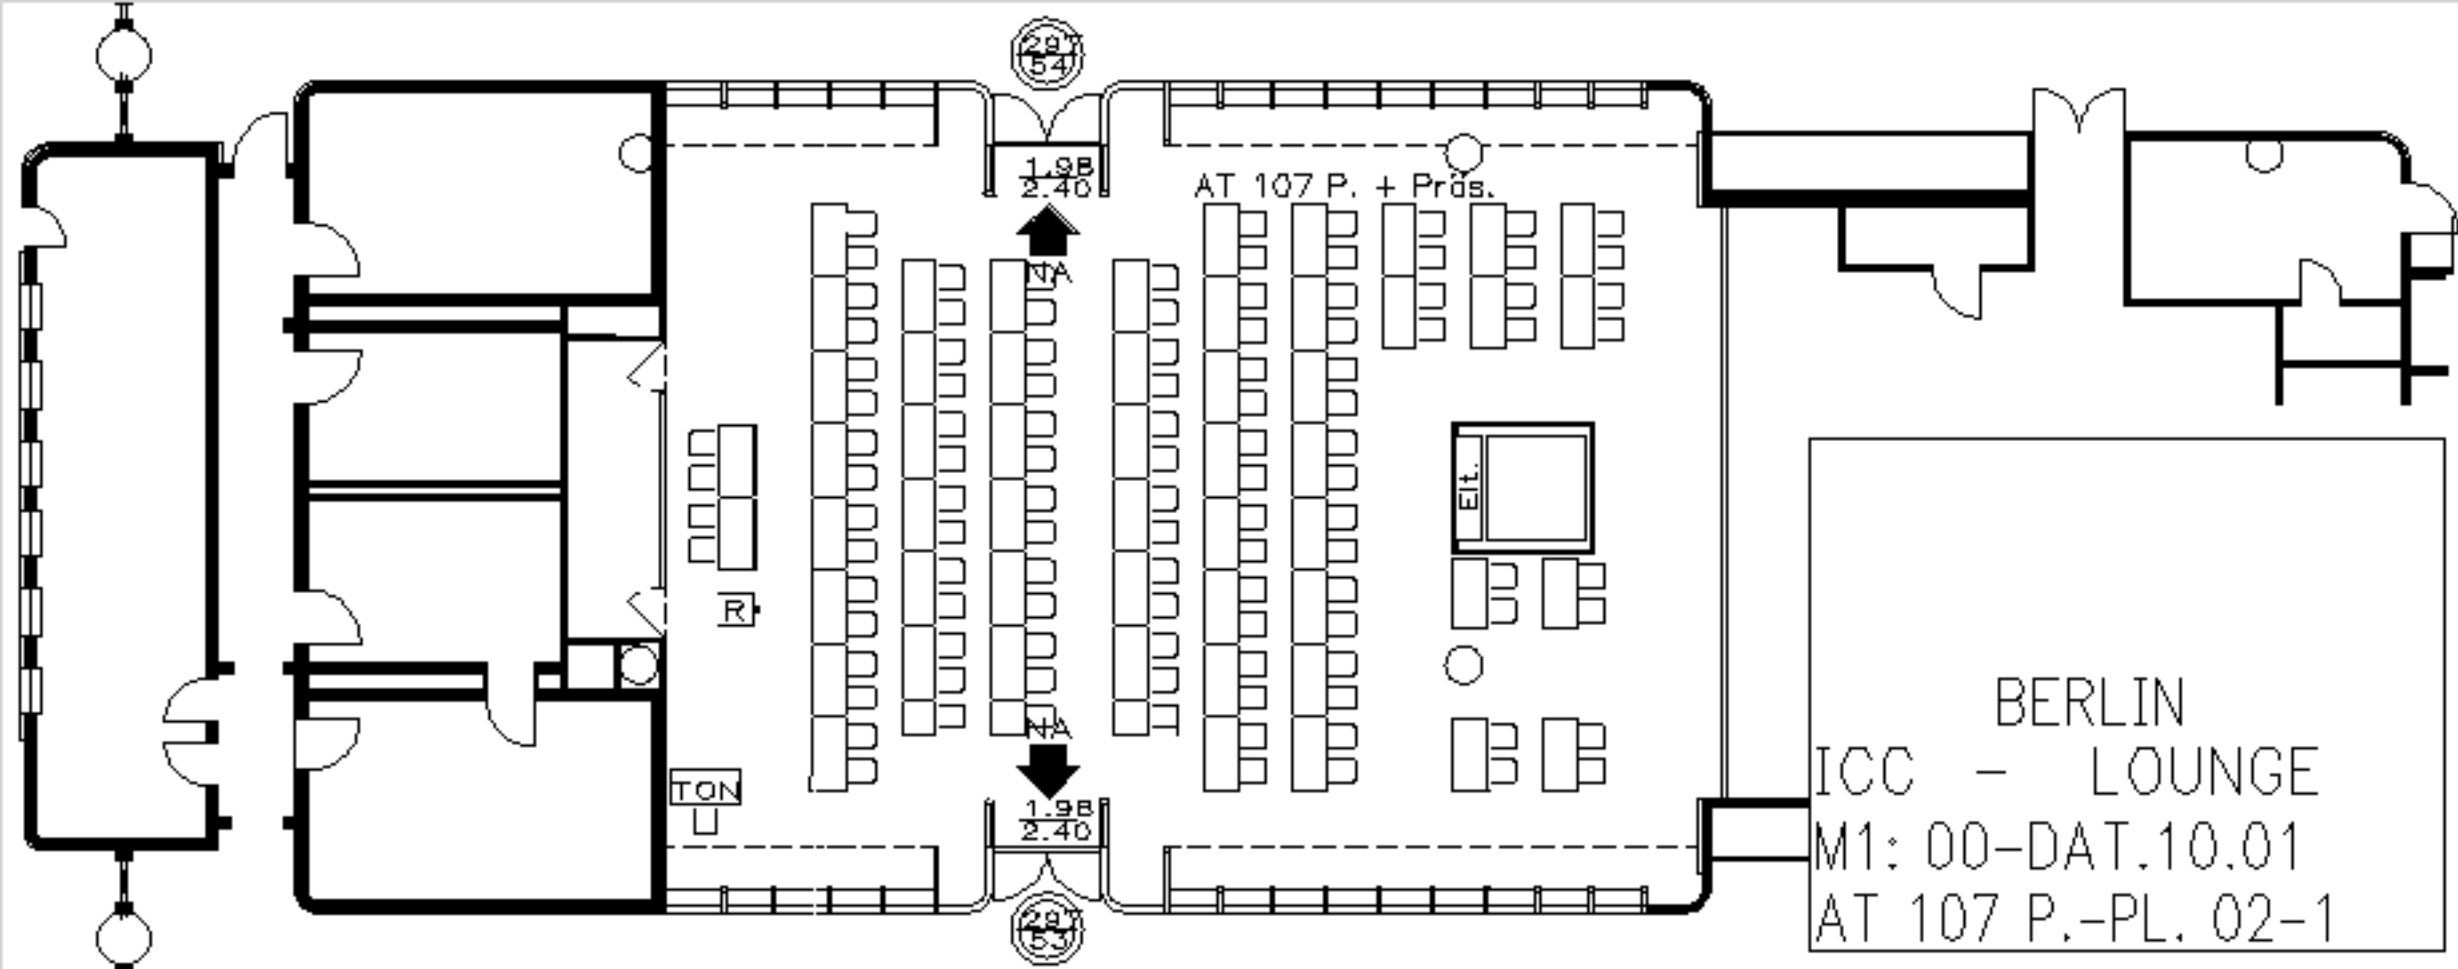 297
54
1.98
2.40
AT 107 P. + Präs.
NA
Elt.
R
NA
TON
1.98
2.40
297
53
BERLIN
ICC - LOUNGE
M1: 00-DAT.10.01
AT 107 P.-PL. 02-1